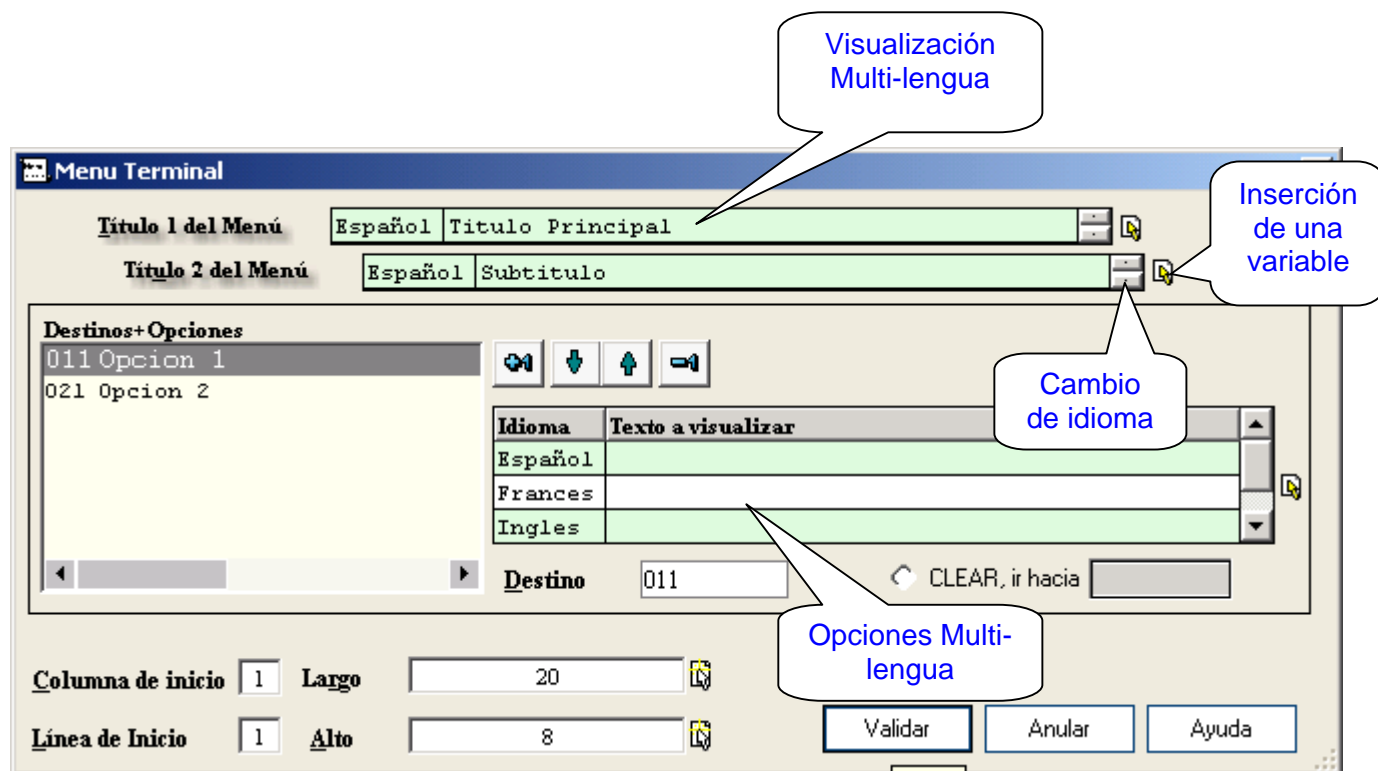 Visualización
Multi-lengua
Menu Terminal
Inserción
de una
variable
Título 1 del Menú Español Titulo Principal
Título 2 del Menú Español Subtitulo
Destinos+Opciones
011 Opcion 1
021 Opcion 2
Cambio
de idioma
Idioma Texto a visualizar
Español
Frances
Ingles
Destino 011 CLEAR, ir hacia
Opciones Multi-
lengua
Columna de inicio 1 Largo 20
Línea de Inicio 1 Alto 8
Validar Anular Ayuda